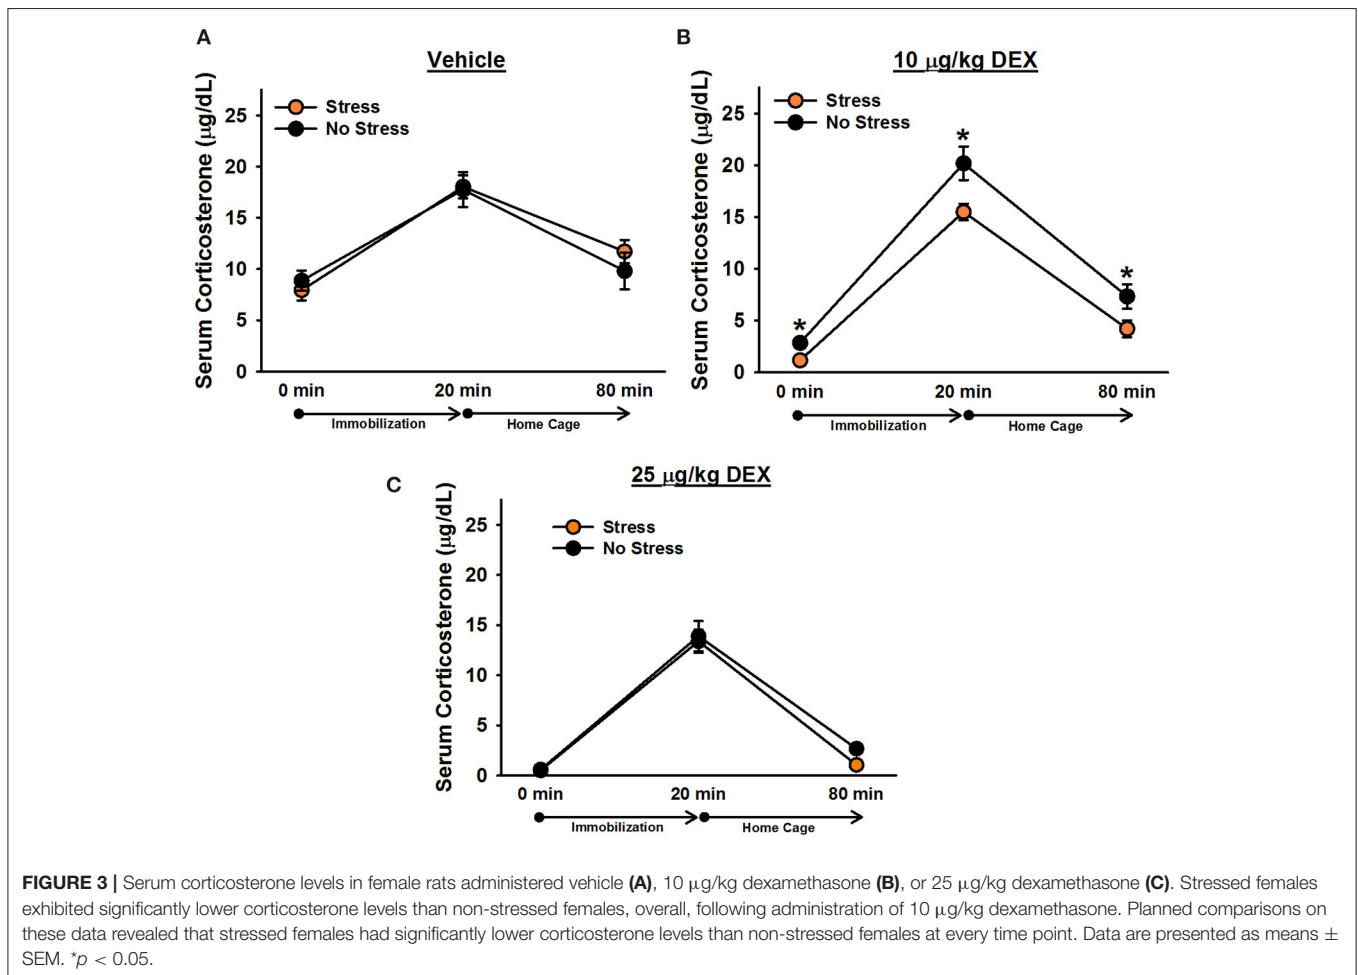 A
Vehicle
Serum Corticosterone (µg/dL)
25
20
15
10
5
0
Stress
No Stress
0 min
20 min
80 min
Immobilization
Home Cage
B
10 µg/kg DEX
Serum Corticosterone (µg/dL)
25
20
15
10
5
0
Stress
No Stress
*
*
*
0 min
20 min
80 min
Immobilization
Home Cage
C
25 µg/kg DEX
Serum Corticosterone (µg/dL)
25
20
15
10
5
0
Stress
No Stress
0 min
20 min
80 min
Immobilization
Home Cage
FIGURE 3 | Serum corticosterone levels in female rats administered vehicle (A), 10 µg/kg dexamethasone (B), or 25 µg/kg dexamethasone (C). Stressed females
exhibited significantly lower corticosterone levels than non-stressed females, overall, following administration of 10 µg/kg dexamethasone. Planned comparisons on
these data revealed that stressed females had significantly lower corticosterone levels than non-stressed females at every time point. Data are presented as means ±
SEM. *p < 0.05.